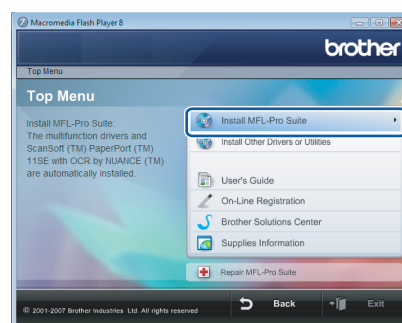 Macromedia Flash Player 8
brother
Top Menu
Top Menu
Install MFL-Pro Suite:
The multifunction drivers and
ScanSoft (TM) PaperPort (TM)
11SE with OCR by NUANCE (TM)
are automatically installed.
Install MFL-Pro Suite
Install Other Drivers or Utilities
User's Guide
On-Line Registration
Brother Solutions Center
Supplies Information
Repair MFL-Pro Suite
© 2001-2007 Brother Industries Ltd. All rights reserved
Back
Exit